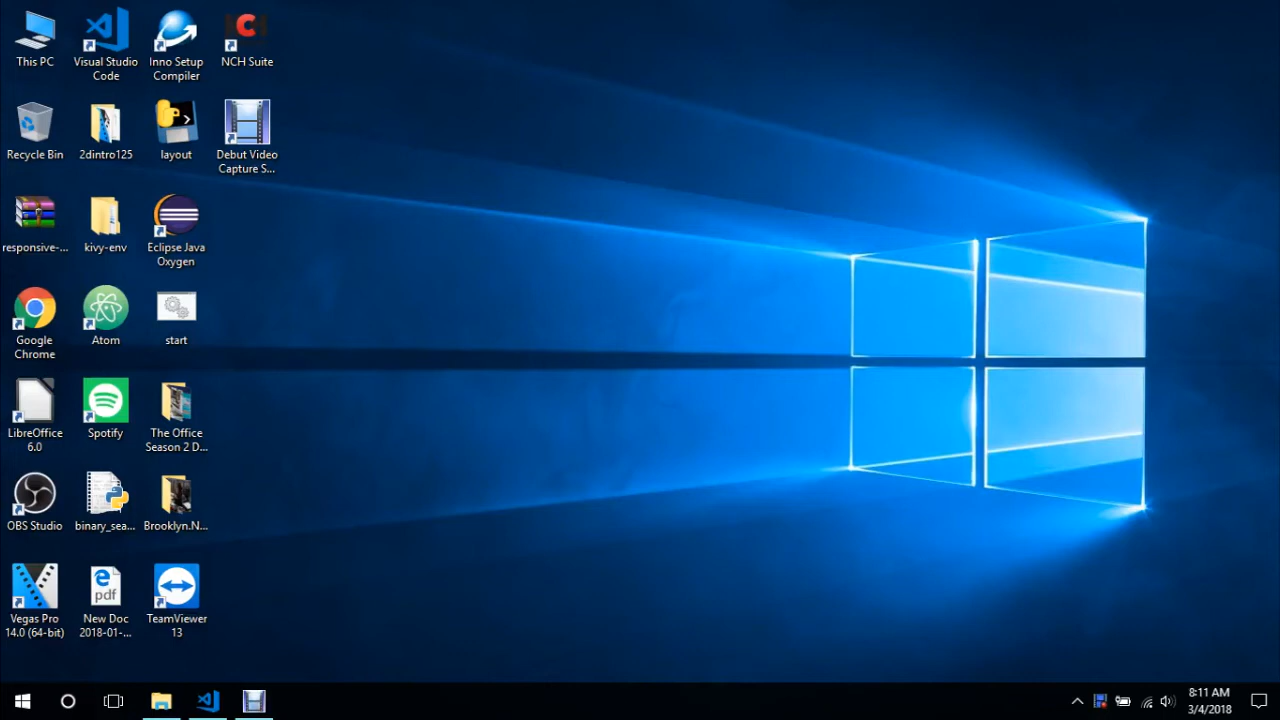 This PC
Visual Studio
Code
Inno Setup
Compiler
NCH Suite
Recycle Bin
2dintro125
layout
Debut Video
Capture S...
responsive-...
kivy-env
Eclipse Java
Oxygen
Google
Chrome
Atom
start
LibreOffice
6.0
Spotify
The Office
Season 2 D...
OBS Studio
binary_sea...
Brooklyn.N...
Vegas Pro
14.0 (64-bit)
pdf
New Doc
2018-01-...
TeamViewer
13
8:11 AM
3/4/2018